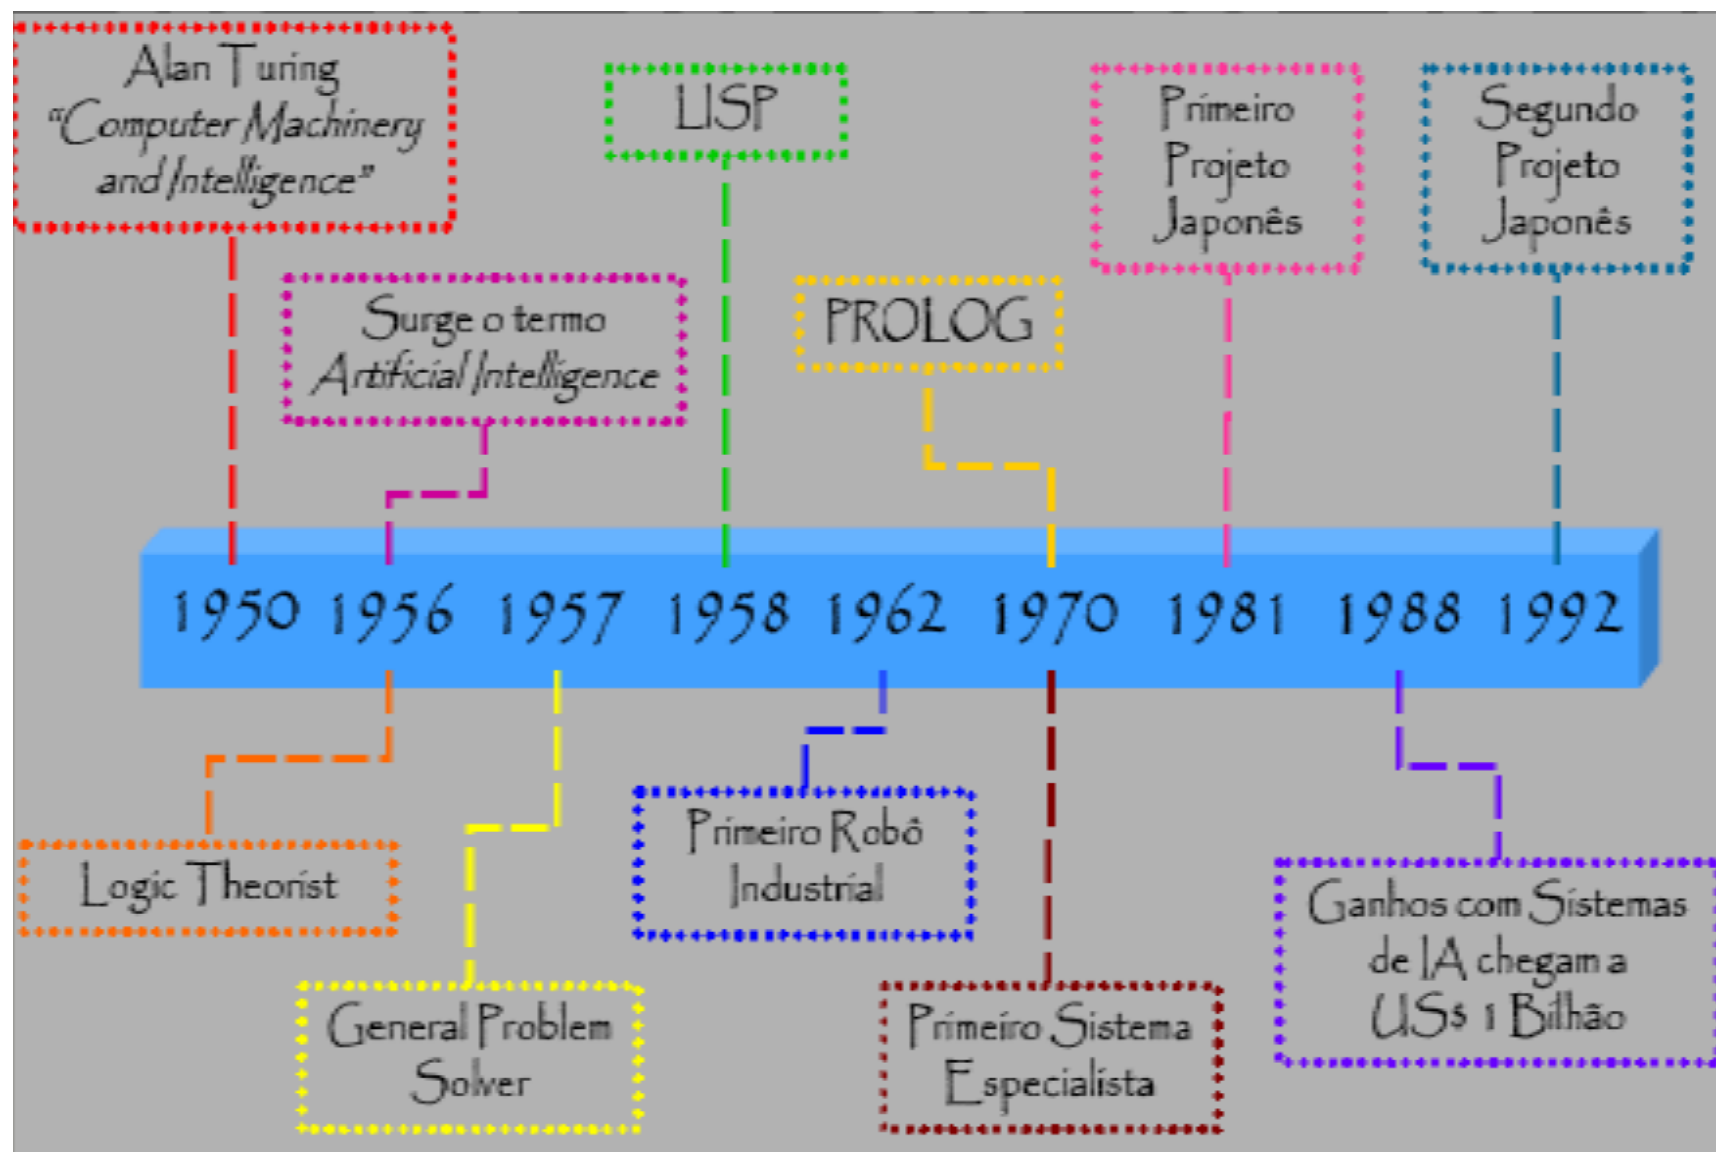 Alan Turing
“Computer Machinery
and Intelligence”
LISP
Primeiro
Projeto
Japonês
Segundo
Projeto
Japonês
Surge o termo
Artificial Intelligence
PROLOG
1950 1956 1957 1958 1962 1970 1981 1988 1992
Logic Theorist
General Problem
Solver
Primeiro Robô
Industrial
Primeiro Sistema
Especialista
Ganhos com Sistemas
de IA chegam a
US$ 1 Bilhão